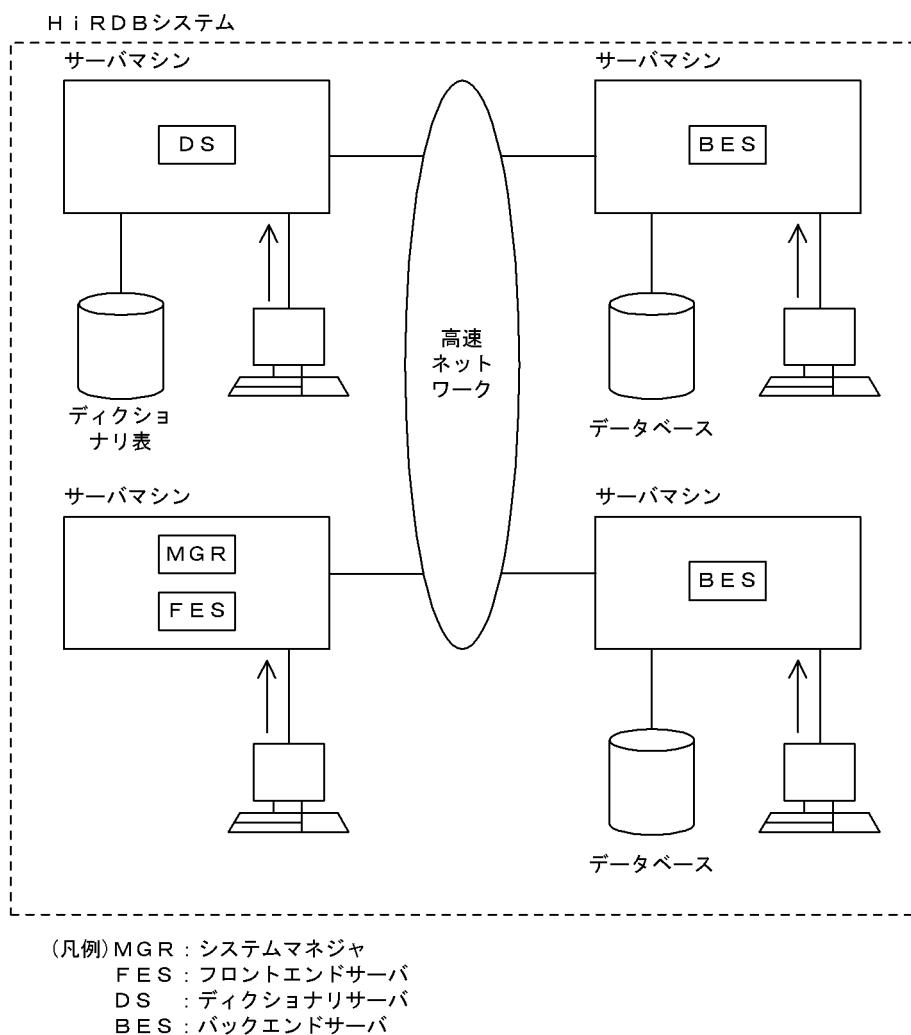 ＨｉＲＤＢシステム
サーバマシン
ＤＳ
ディクショ
ナリ表
サーバマシン
ＢＥＳ
データベース
高速
ネット
ワーク
サーバマシン
ＭＧＲ
ＦＥＳ
サーバマシン
ＢＥＳ
データベース
(凡例)ＭＧＲ：システムマネジャ
ＦＥＳ：フロントエンドサーバ
ＤＳ　：ディクショナリサーバ
ＢＥＳ：バックエンドサーバ